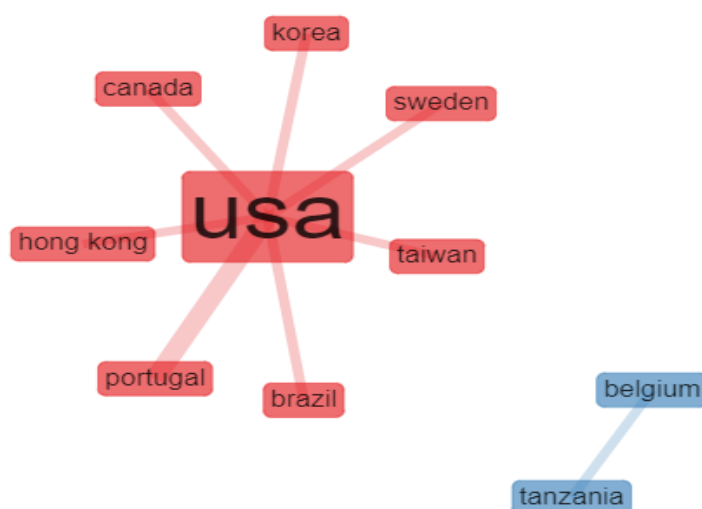 korea
canada
sweden
usa
hong kong
taiwan
portugal
brazil
belgium
tanzania